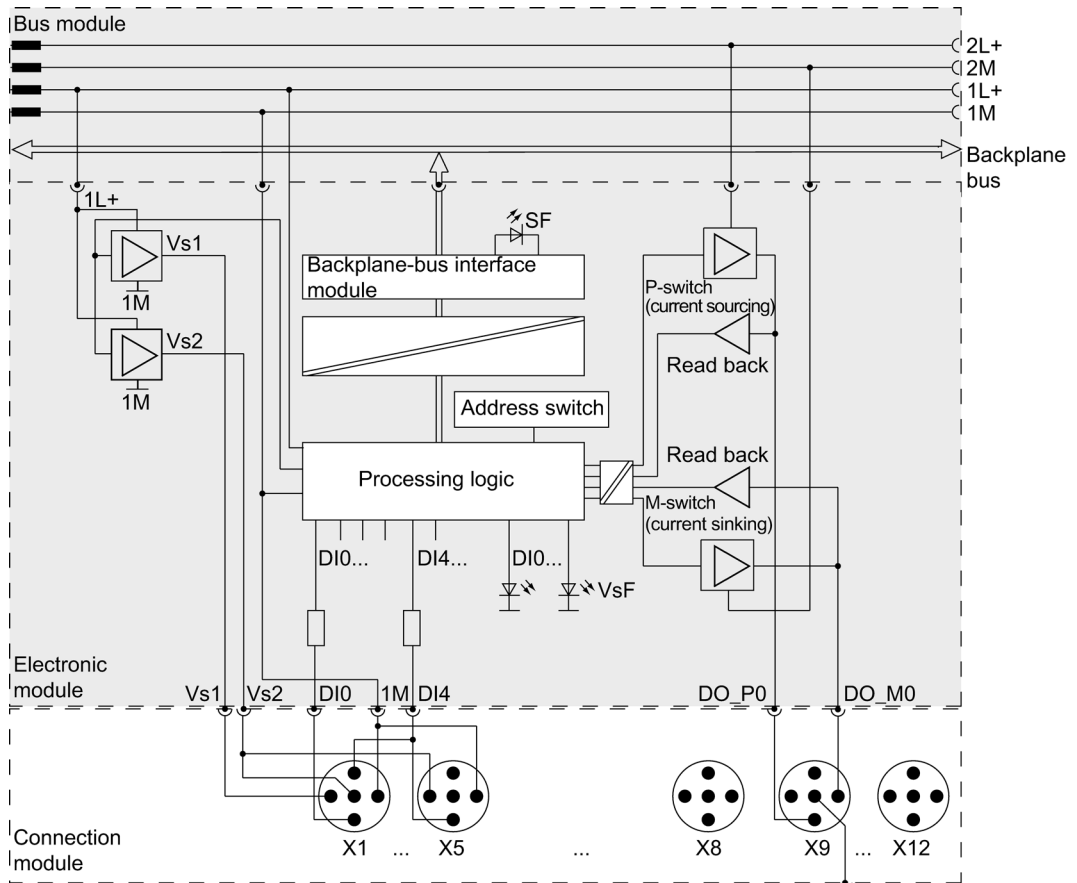 Bus module
2L+
2M
1L+
1M
Backplane
bus
1L+
SF
Vs1
Backplane-bus interface
module
1M
P-switch
(current sourcing)
Vs2
Read back
1M
Address switch
Read back
Processing logic
M-switch
(current sinking)
DI0...
DI4...
DI0...
VsF
Electronic
module
Vs1
Vs2
DI0
1M
DI4
DO_P0
DO_M0
Connection
module
X1
...
X5
...
X8
X9
...
X12